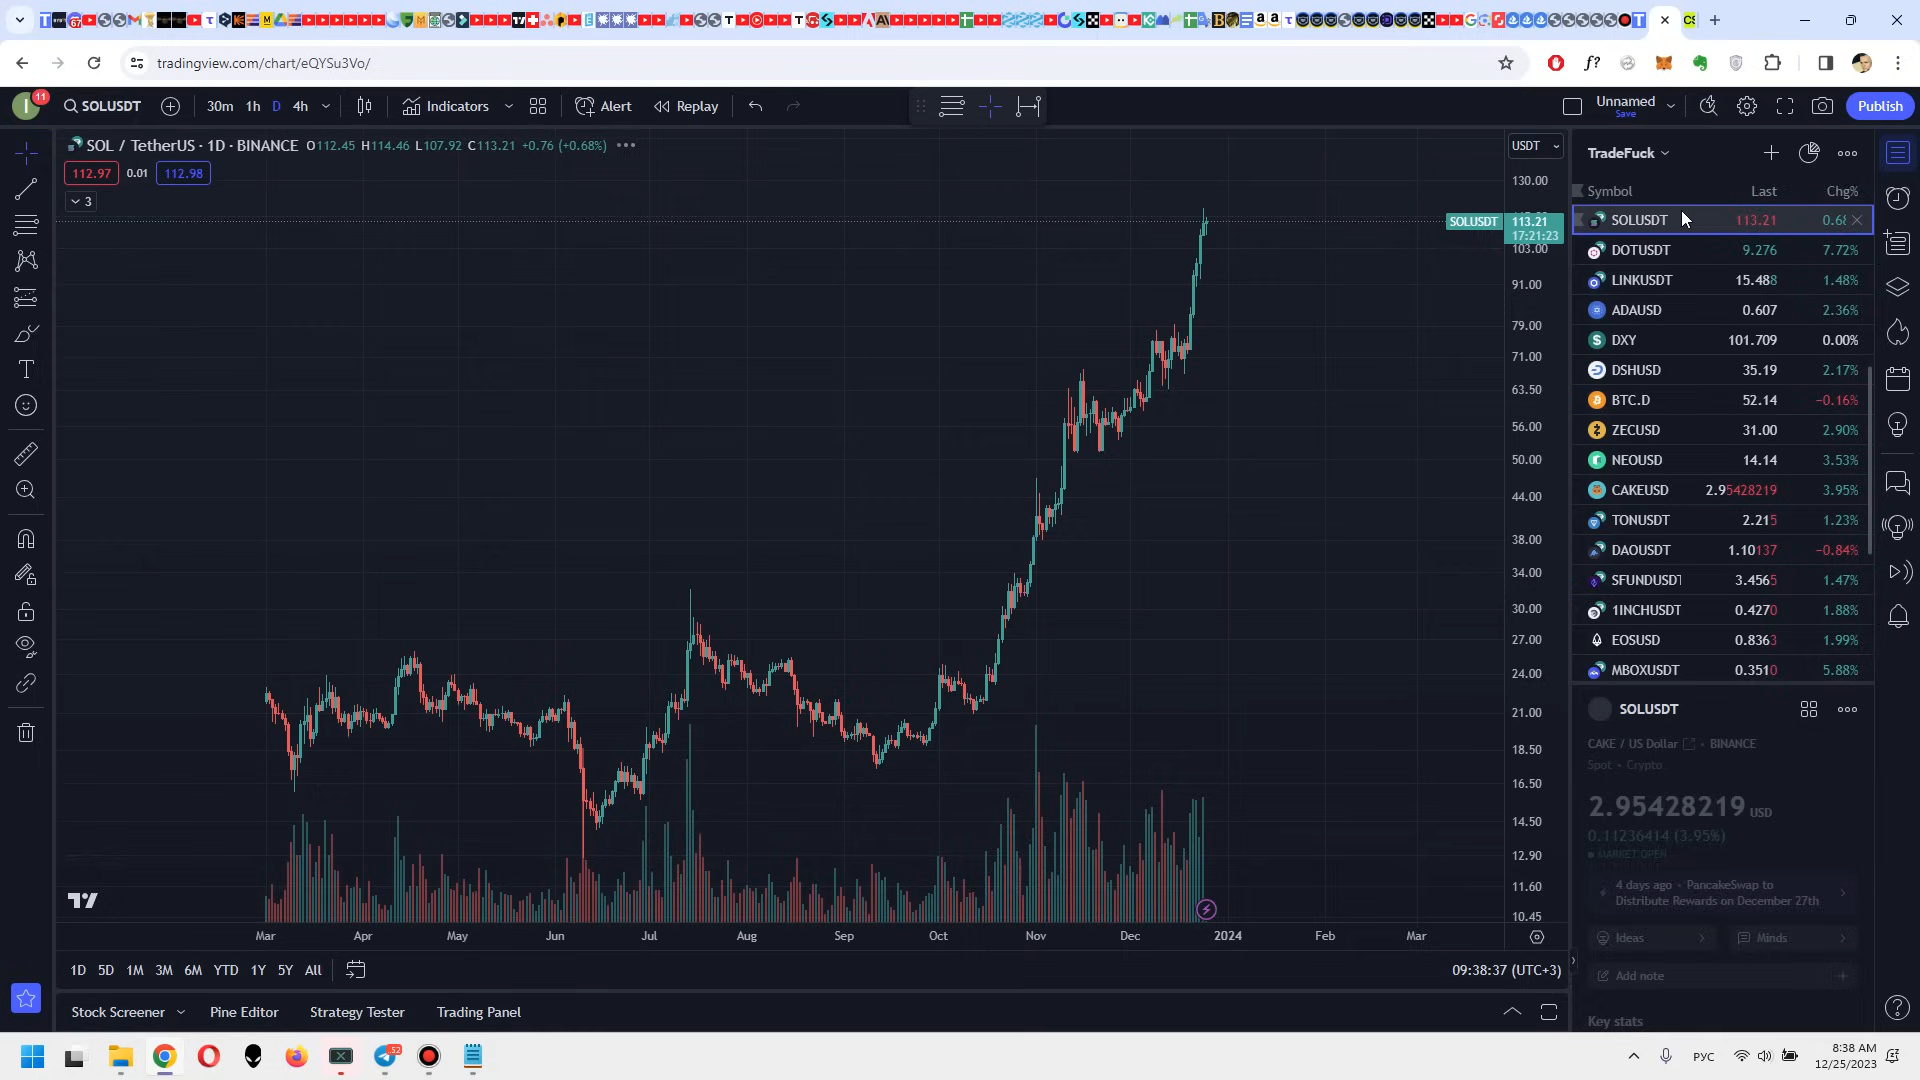 tradingview.com/chart/eQYSu3Vo/
I 11 SOLUSDT 30m 1h D 4h Indicators Alert Replay Unnamed Save Publish
SOL / TetherUS · 1D · BINANCE O112.45 H114.46 L107.92 C113.21 +0.76 (+0.68%)
112.97 0.01 112.98
3
USDT
130.00
SOLUSDT 113.21
17:21:23
103.00
91.00
79.00
71.00
63.50
56.00
50.00
44.00
38.00
34.00
30.00
27.00
24.00
21.00
18.50
16.50
14.50
12.90
11.60
10.45
Mar Apr May Jun Jul Aug Sep Oct Nov Dec 2024 Feb Mar
1D 5D 1M 3M 6M YTD 1Y 5Y All
09:38:37 (UTC+3)
Stock Screener Pine Editor Strategy Tester Trading Panel
TradeFuck
Symbol Last Chg%
SOLUSDT 113.21 0.68
DOTUSDT 9.276 7.72%
LINKUSDT 15.488 1.48%
ADAUSD 0.607 2.36%
DXY 101.709 0.00%
DSHUSD 35.19 2.17%
BTC.D 52.14 −0.16%
ZECUSD 31.00 2.90%
NEOUSD 14.14 3.53%
CAKEUSD 2.95428219 3.95%
TONUSDT 2.215 1.23%
DAOUSDT 1.10137 −0.84%
SFUNDUSDT 3.4565 1.47%
1INCHUSDT 0.4270 1.88%
EOSUSD 0.8363 1.99%
MBOXUSDT 0.3510 5.88%
SOLUSDT
CAKE / US Dollar • BINANCE
Spot • Crypto
2.95428219 USD
0.11236414 (3.95%)
MARKET OPEN
4 days ago • PancakeSwap to
Distribute Rewards on December 27th
Ideas Minds
Add note
Key stats
52
РУС
8:38 AM
12/25/2023